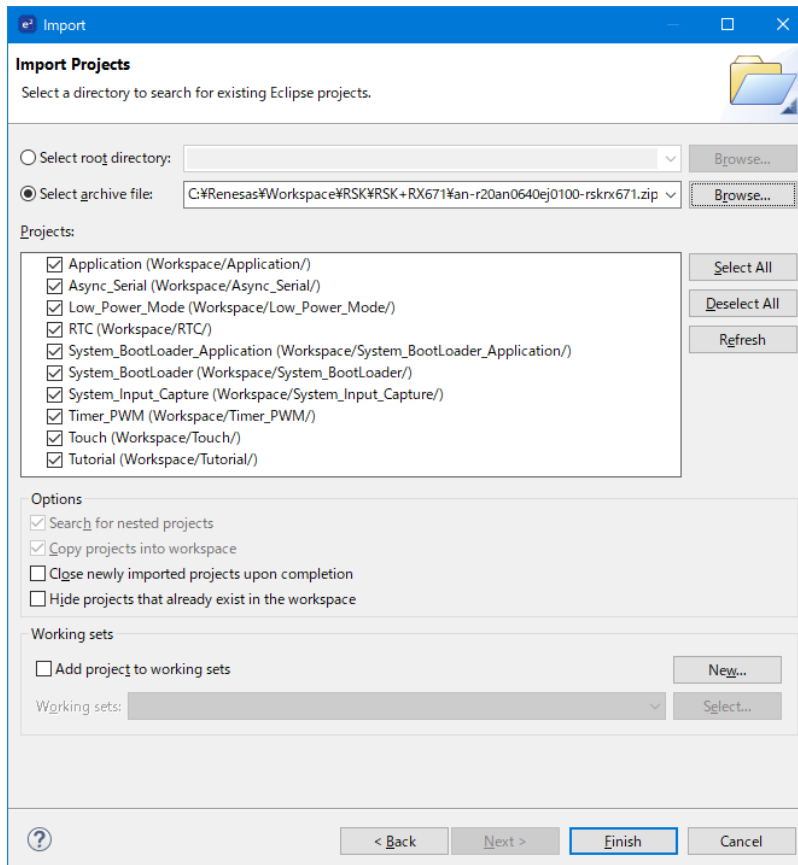 e² Import
Import Projects
Select a directory to search for existing Eclipse projects.
Select root directory: Browse...
Select archive file: C:¥Renesas¥Workspace¥RSK¥RSK+RX671¥an-r20an0640ej0100-rskrx671.zip Browse...
Projects:
Application (Workspace/Application/) Select All
Async_Serial (Workspace/Async_Serial/)
Low_Power_Mode (Workspace/Low_Power_Mode/) Deselect All
RTC (Workspace/RTC/) Refresh
System_BootLoader_Application (Workspace/System_BootLoader_Application/)
System_BootLoader (Workspace/System_BootLoader/)
System_Input_Capture (Workspace/System_Input_Capture/)
Timer_PWM (Workspace/Timer_PWM/)
Touch (Workspace/Touch/)
Tutorial (Workspace/Tutorial/)
Options
Search for nested projects
Copy projects into workspace
Close newly imported projects upon completion
Hide projects that already exist in the workspace
Working sets
Add project to working sets New...
Working sets: Select...
? < Back Next > Finish Cancel